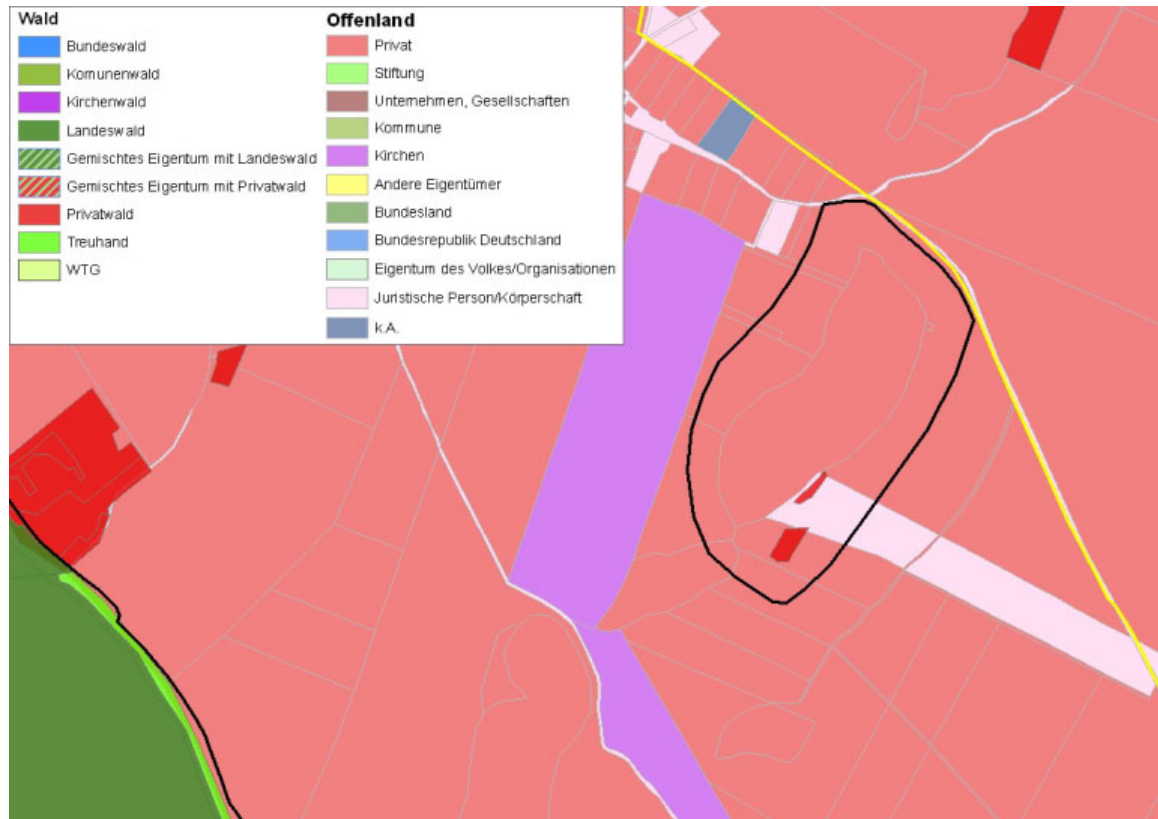 Wald
Bundeswald
Komunenwald
Kirchenwald
Landeswald
Gemischtes Eigentum mit Landeswald
Gemischtes Eigentum mit Privatwald
Privatwald
Treuhand
WTG
Offenland
Privat
Stiftung
Unternehmen, Gesellschaften
Kommune
Kirchen
Andere Eigentümer
Bundesland
Bundesrepublik Deutschland
Eigentum des Volkes/Organisationen
Juristische Person/Körperschaft
k.A.